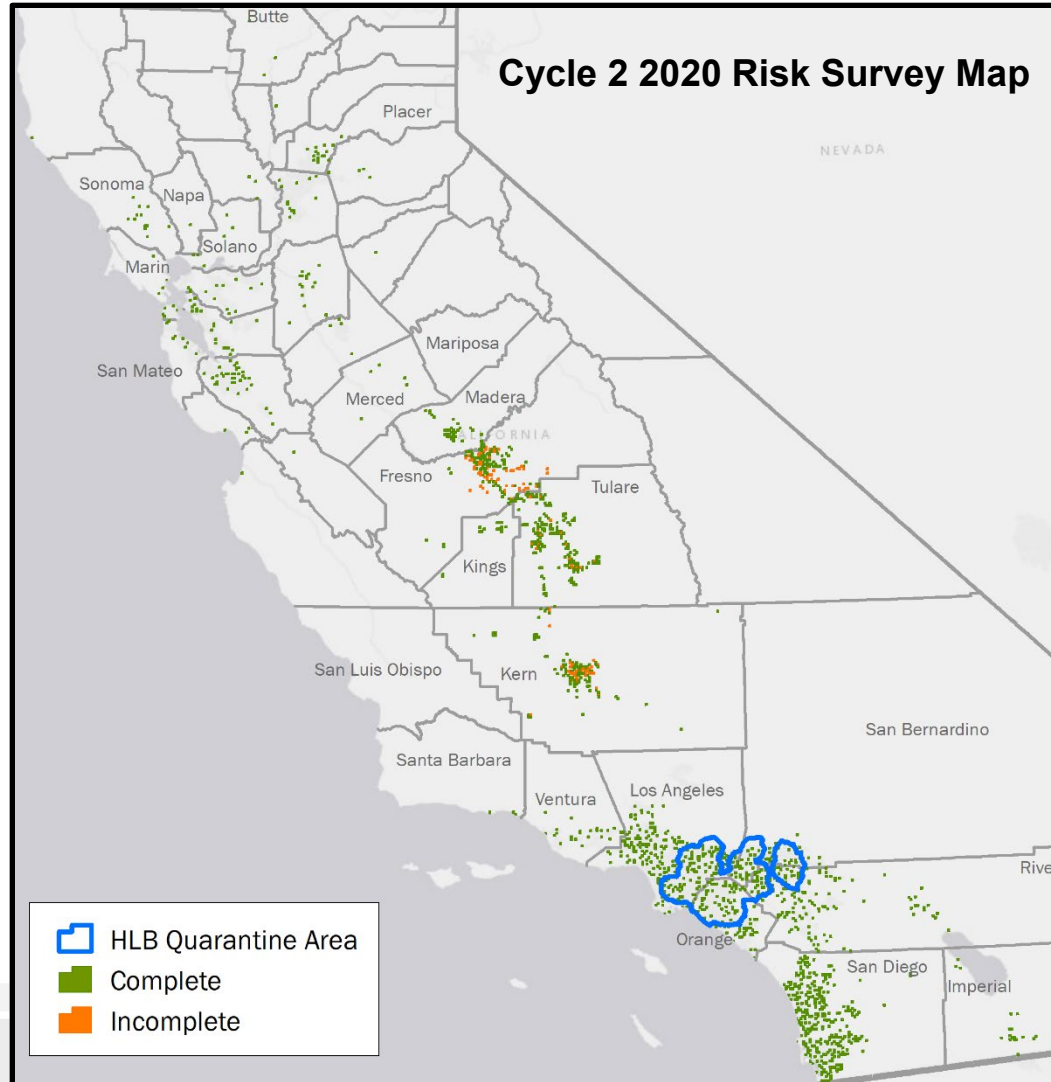 Butte
Cycle 2 2020 Risk Survey Map
Placer
NEVADA
Sonoma
Napa
Solano
Marin
San Mateo
Mariposa
Merced
Madera
CALIFORNIA
Fresno
Tulare
Kings
San Luis Obispo
Kern
San Bernardino
Santa Barbara
Ventura
Los Angeles
Rive
Orange
San Diego
Imperial
HLB Quarantine Area
Complete
Incomplete